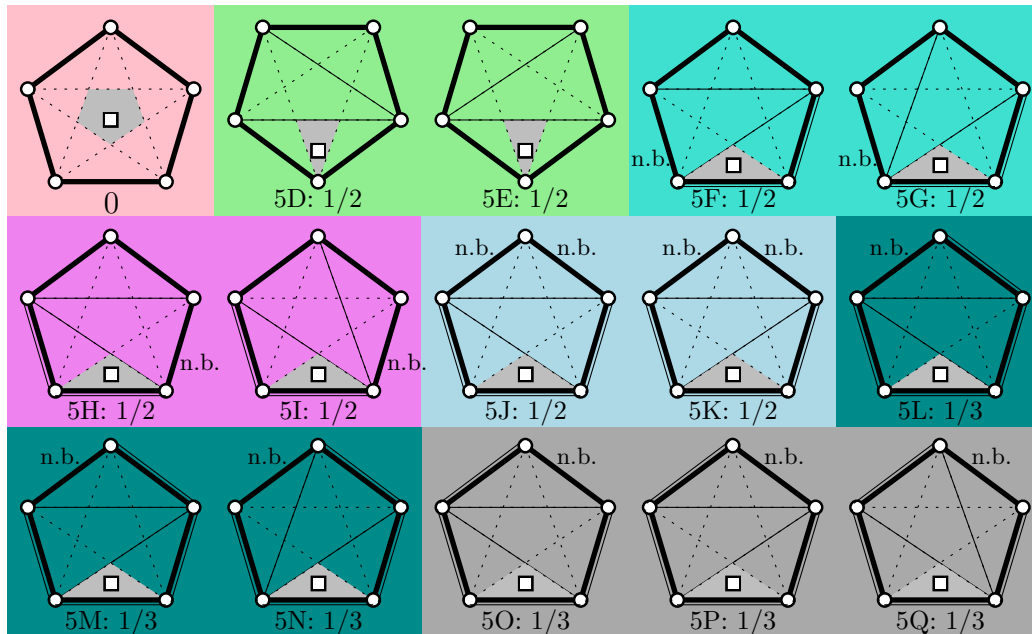 0
5D: 1/2
5E: 1/2
n.b.
5F: 1/2
n.b.
5G: 1/2
n.b.
5H: 1/2
n.b.
5I: 1/2
n.b. n.b.
5J: 1/2
n.b. n.b.
5K: 1/2
n.b.
5L: 1/3
n.b.
5M: 1/3
n.b.
5N: 1/3
n.b.
5O: 1/3
n.b.
5P: 1/3
n.b.
5Q: 1/3